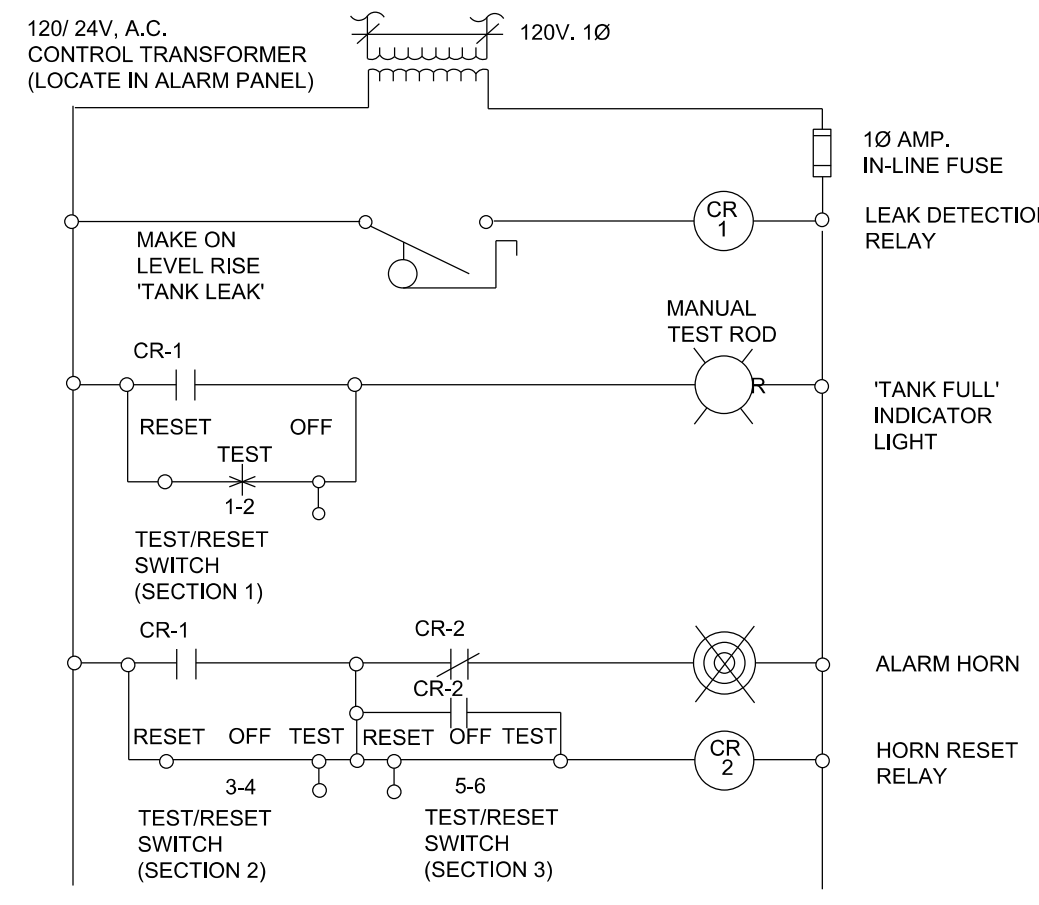 120/ 24V, A.C.
CONTROL TRANSFORMER
(LOCATE IN ALARM PANEL)
120V. 1Ø
1Ø AMP.
IN-LINE FUSE
CR
1
LEAK DETECTION
RELAY
MAKE ON
LEVEL RISE
'TANK LEAK'
MANUAL
TEST ROD
CR-1
R
'TANK FULL'
INDICATOR
LIGHT
RESET OFF
TEST
1-2
TEST/RESET
SWITCH
(SECTION 1)
CR-1
CR-2
ALARM HORN
CR-2
RESET OFF TEST
RESET OFF TEST
CR
2
HORN RESET
RELAY
3-4
TEST/RESET
SWITCH
(SECTION 2)
5-6
TEST/RESET
SWITCH
(SECTION 3)